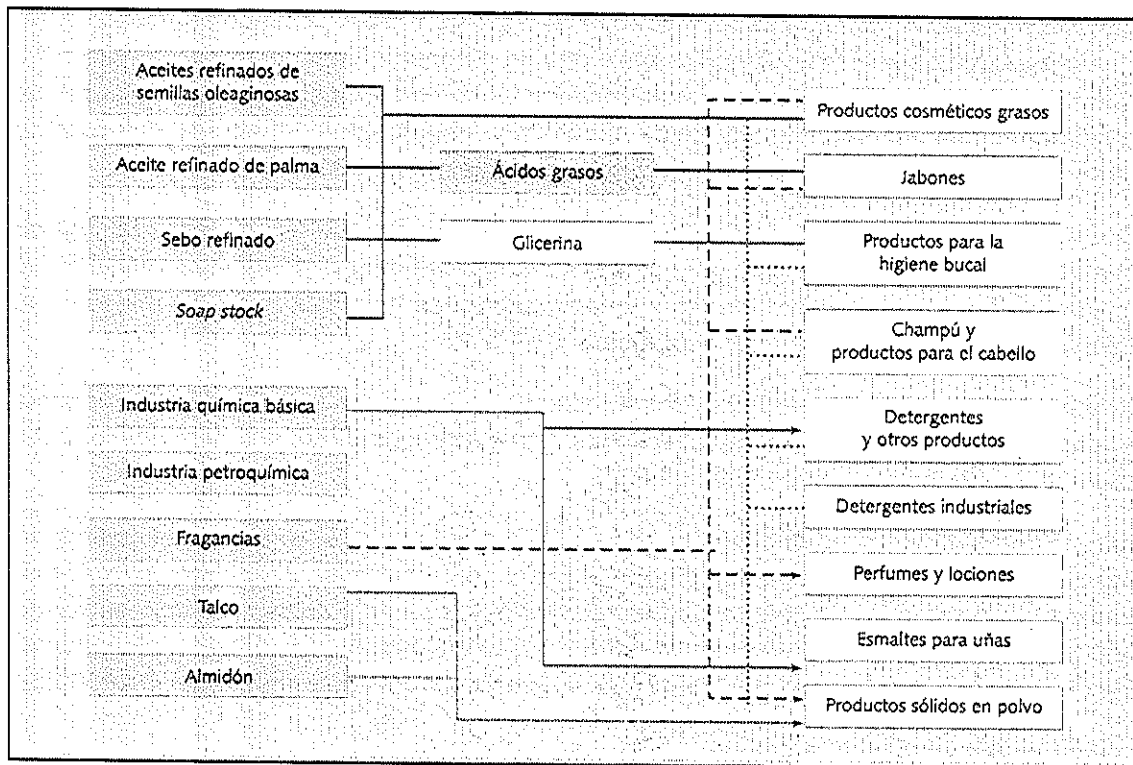 Aceites refinados de
semillas oleaginosas
Aceite refinado de palma
Sebo refinado
Soap stock
Industria química básica
Industria petroquímica
Fragancias
Talco
Almidón
Ácidos grasos
Glicerina
Productos cosméticos grasos
Jabones
Productos para la
higiene bucal
Champú y
productos para el cabello
Detergentes
y otros productos
Detergentes industriales
Perfumes y lociones
Esmaltes para uñas
Productos sólidos en polvo